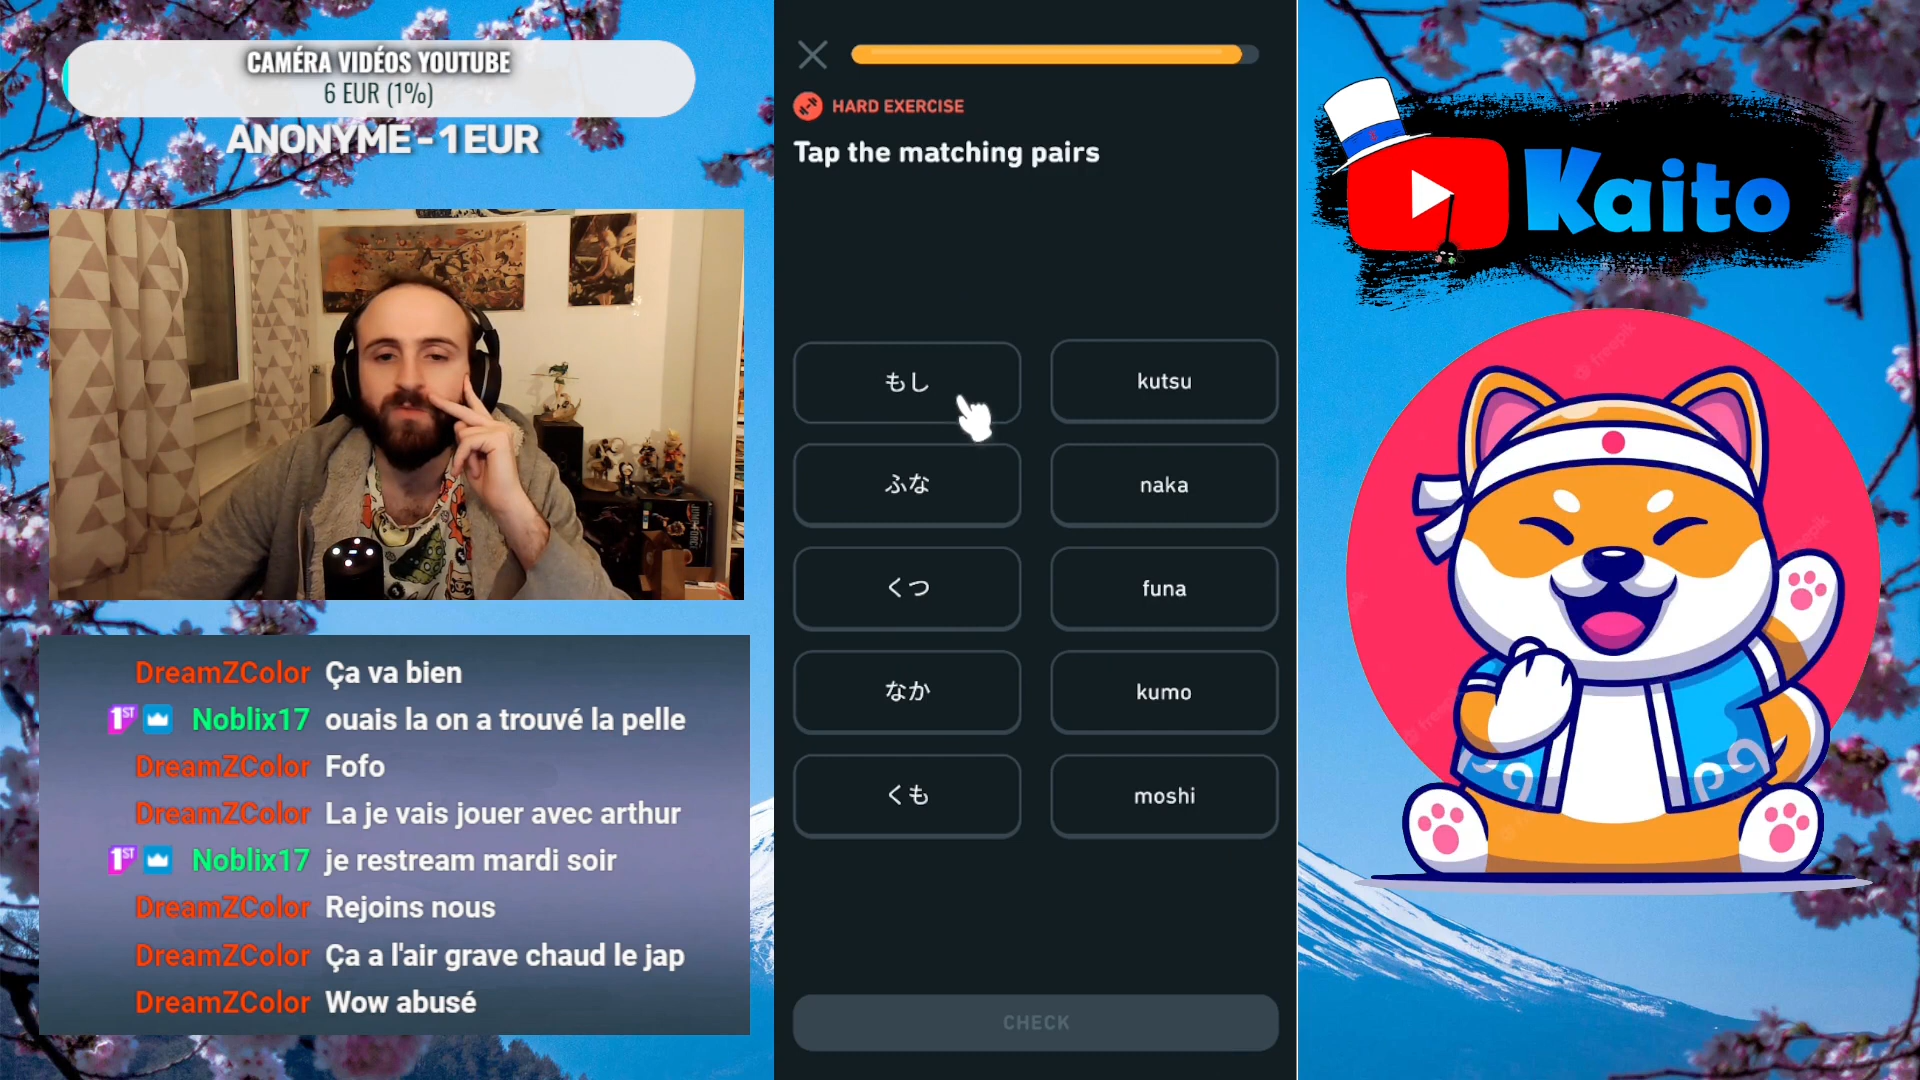 CAMÉRA VIDÉOS YOUTUBE
6 EUR (1%)
ANONYME - 1 EUR
DreamZColor Ça va bien
1ST Noblix17 ouais la on a trouvé la pelle
DreamZColor Fofo
DreamZColor La je vais jouer avec arthur
1ST Noblix17 je restream mardi soir
DreamZColor Rejoins nous
DreamZColor Ça a l'air grave chaud le jap
DreamZColor Wow abusé
HARD EXERCISE
Tap the matching pairs
もし kutsu
ふな naka
くつ funa
なか kumo
くも moshi
CHECK
Kaito